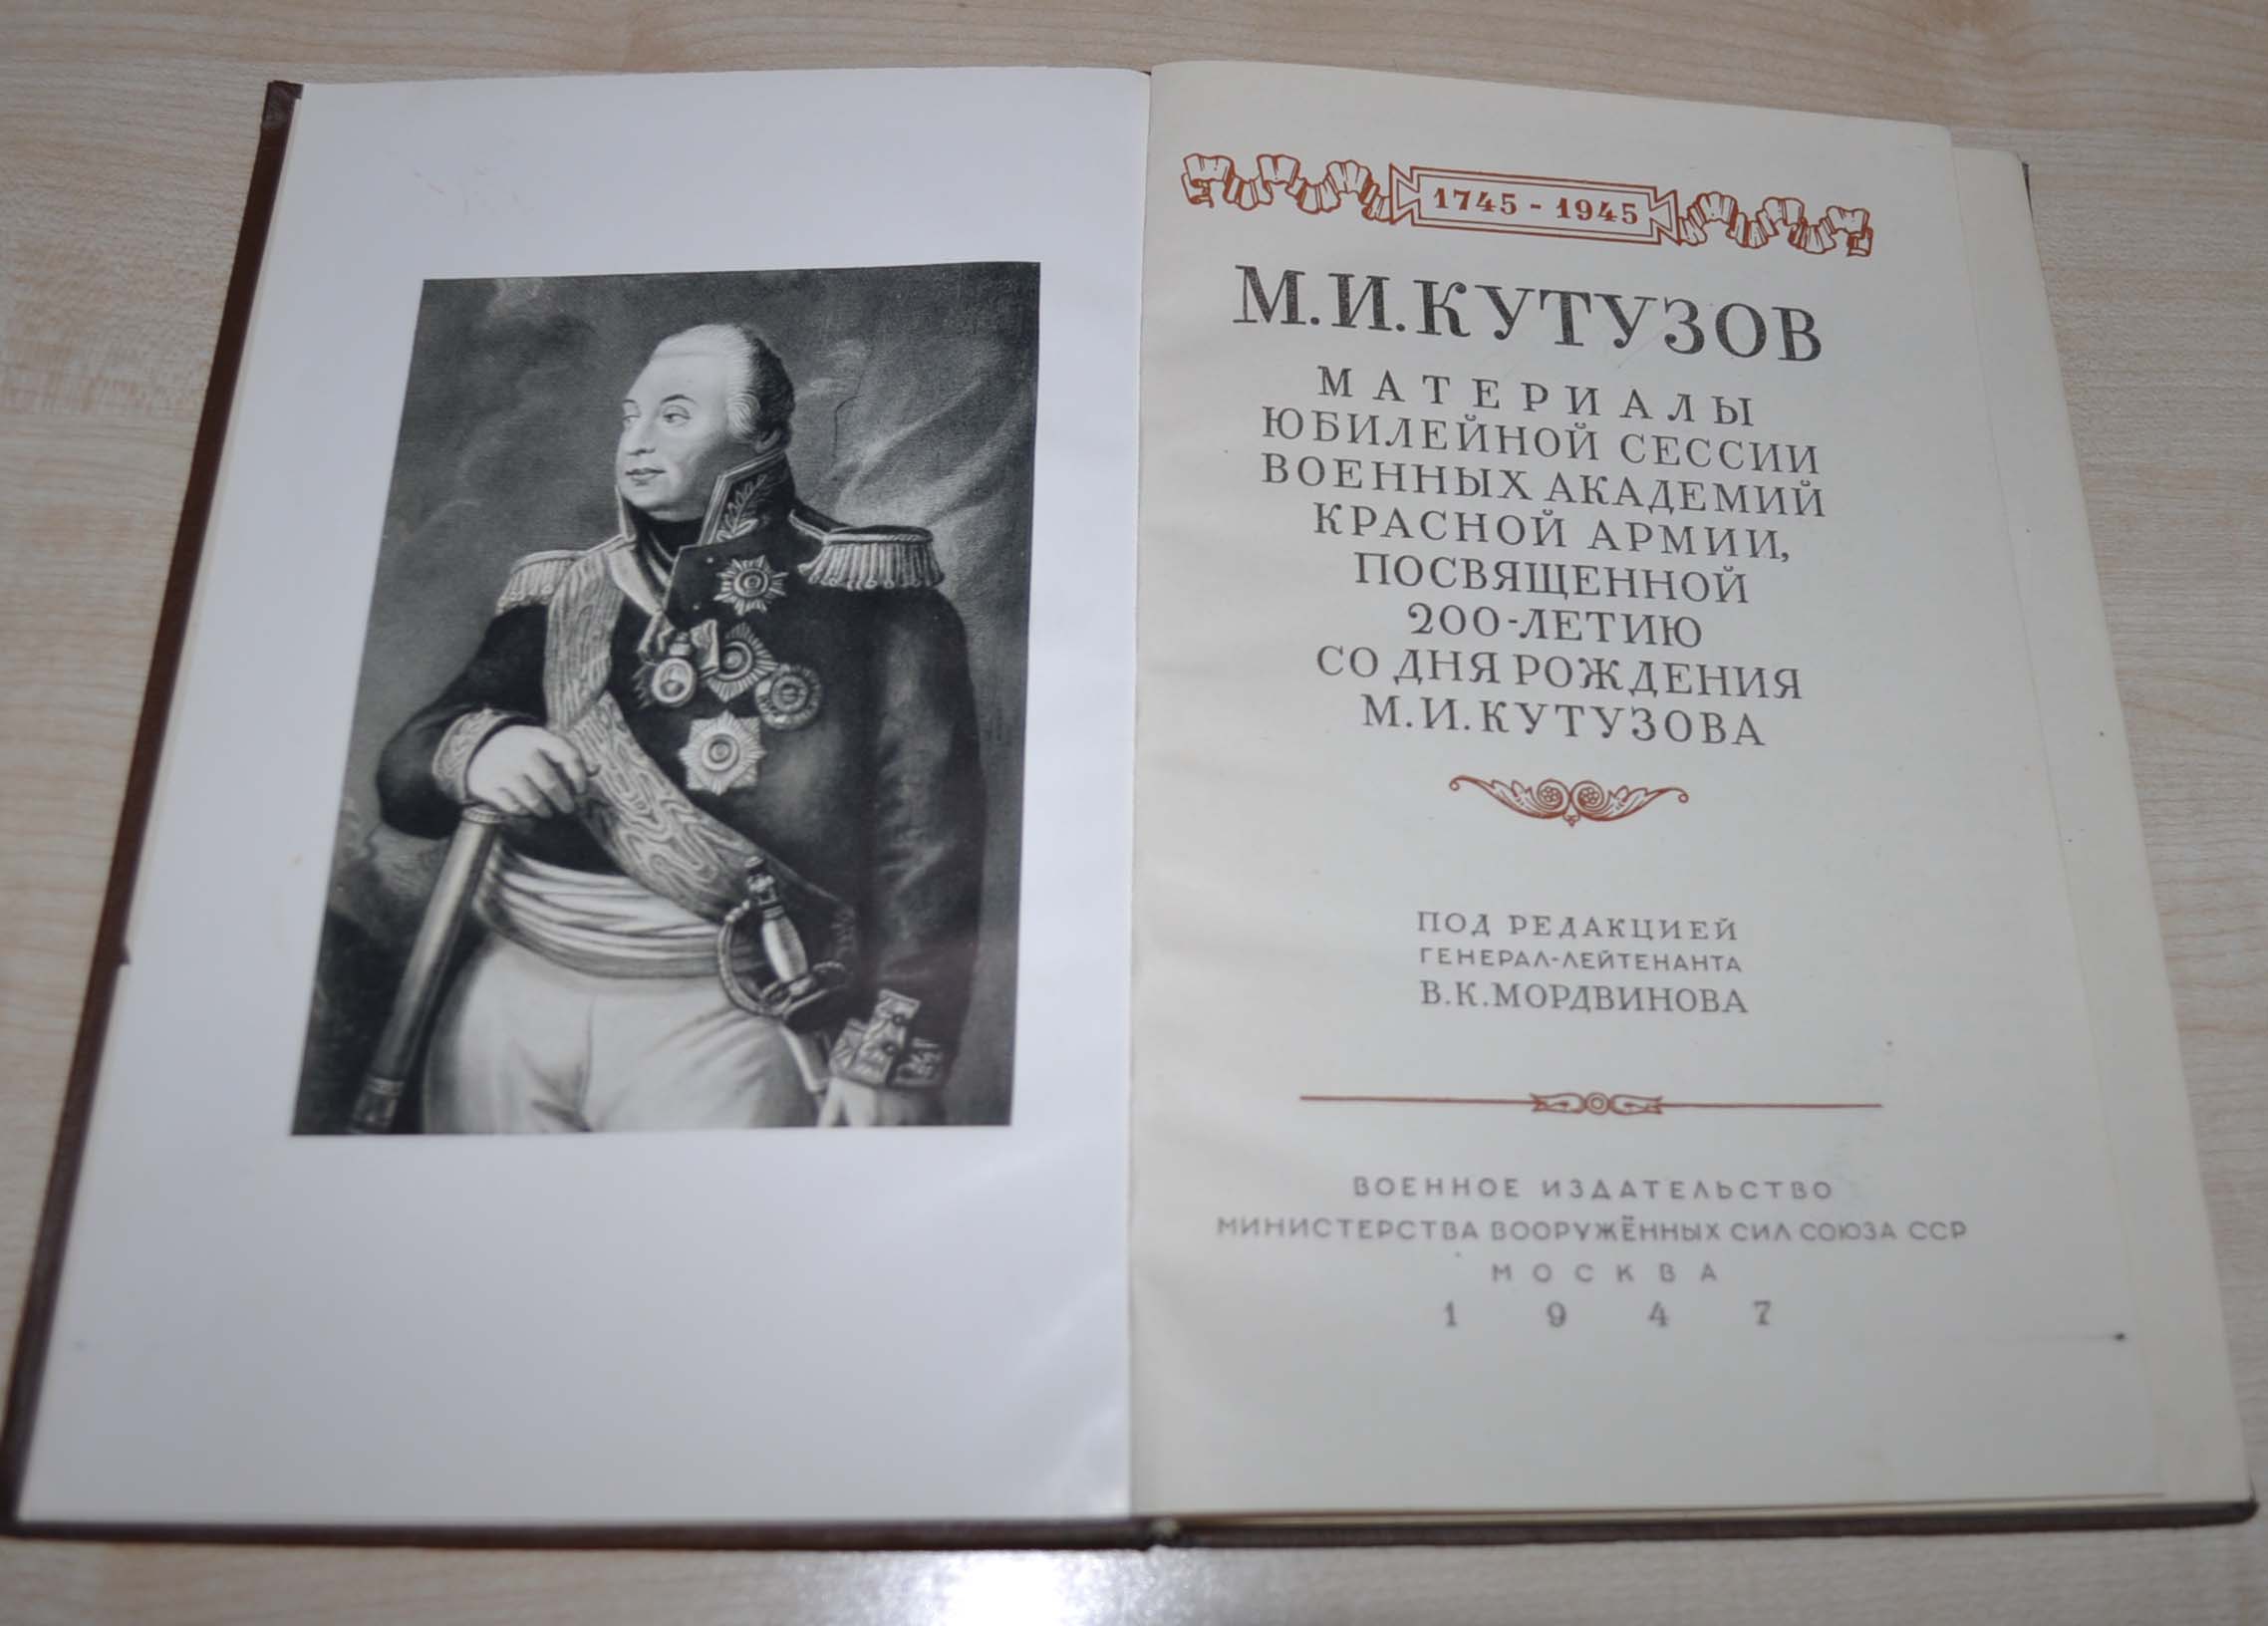 1745 - 1945
М.И.КУТУЗОВ
МАТЕРИАЛЫ
ЮБИЛЕЙНОЙ СЕССИИ
ВОЕННЫХ АКАДЕМИЙ
КРАСНОЙ АРМИИ,
ПОСВЯЩЕННОЙ
200-ЛЕТИЮ
СО ДНЯ РОЖДЕНИЯ
М.И.КУТУЗОВА
ПОД РЕДАКЦИЕЙ
ГЕНЕРАЛ-ЛЕЙТЕНАНТА
В.К.МОРДВИНОВА
ВОЕННОЕ ИЗДАТЕЛЬСТВО
МИНИСТЕРСТВА ВООРУЖЁННЫХ СИЛ СОЮЗА ССР
МОСКВА
1947